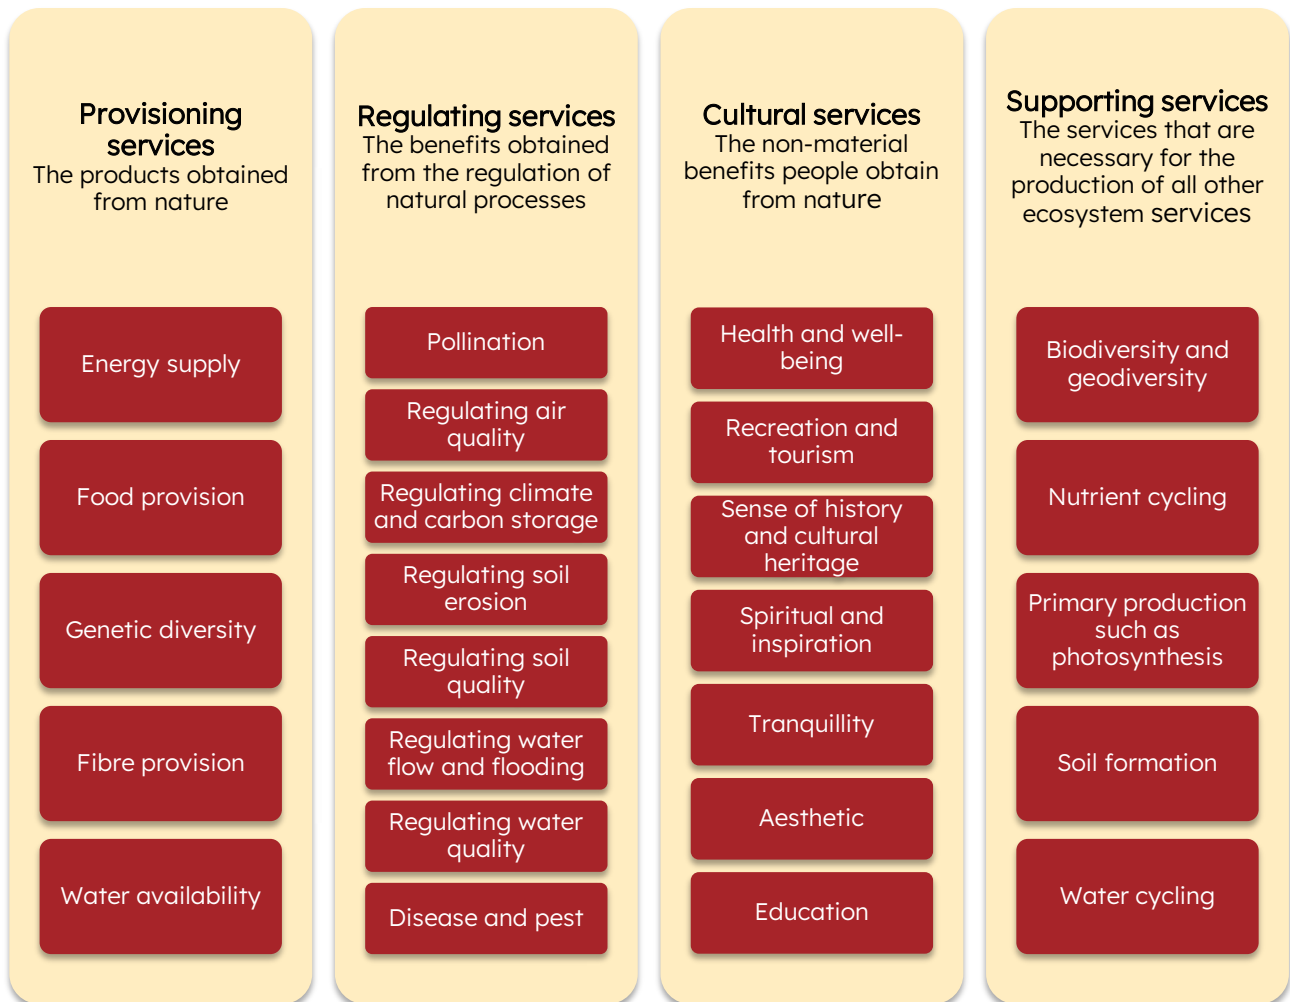 Provisioning
services
The products obtained
from nature
Energy supply
Food provision
Genetic diversity
Fibre provision
Water availability
Regulating services
The benefits obtained
from the regulation of
natural processes
Pollination
Regulating air
quality
Regulating climate
and carbon storage
Regulating soil
erosion
Regulating soil
quality
Regulating water
flow and flooding
Regulating water
quality
Disease and pest
Cultural services
The non-material
benefits people obtain
from nature
Health and well-
being
Recreation and
tourism
Sense of history
and cultural
heritage
Spiritual and
inspiration
Tranquillity
Aesthetic
Education
Supporting services
The services that are
necessary for the
production of all other
ecosystem services
Biodiversity and
geodiversity
Nutrient cycling
Primary production
such as
photosynthesis
Soil formation
Water cycling